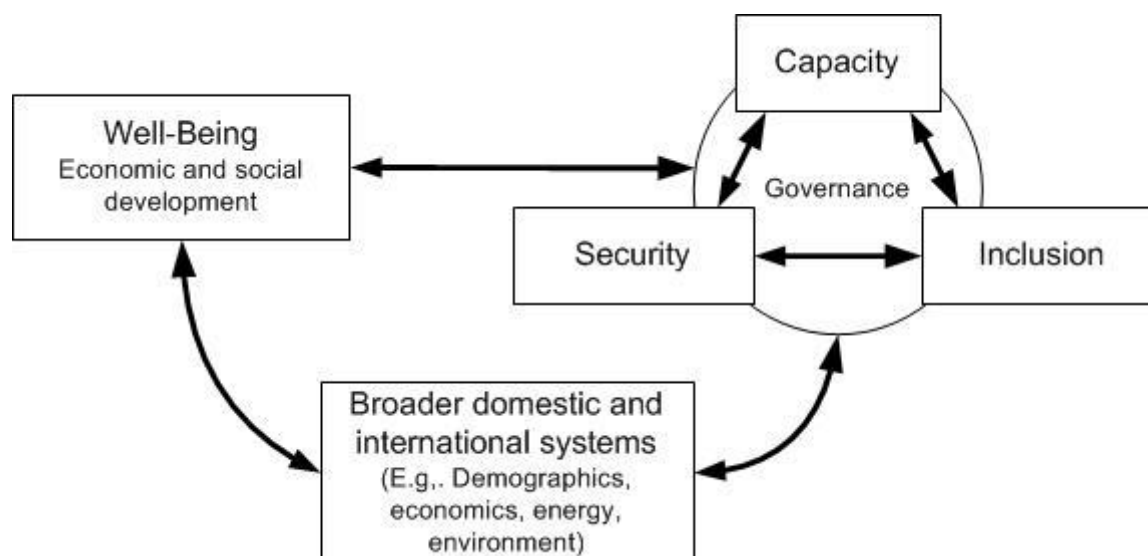 Capacity
Well-Being
Economic and social
development
Governance
Security
Inclusion
Broader domestic and
international systems
(E.g,. Demographics,
economics, energy,
environment)